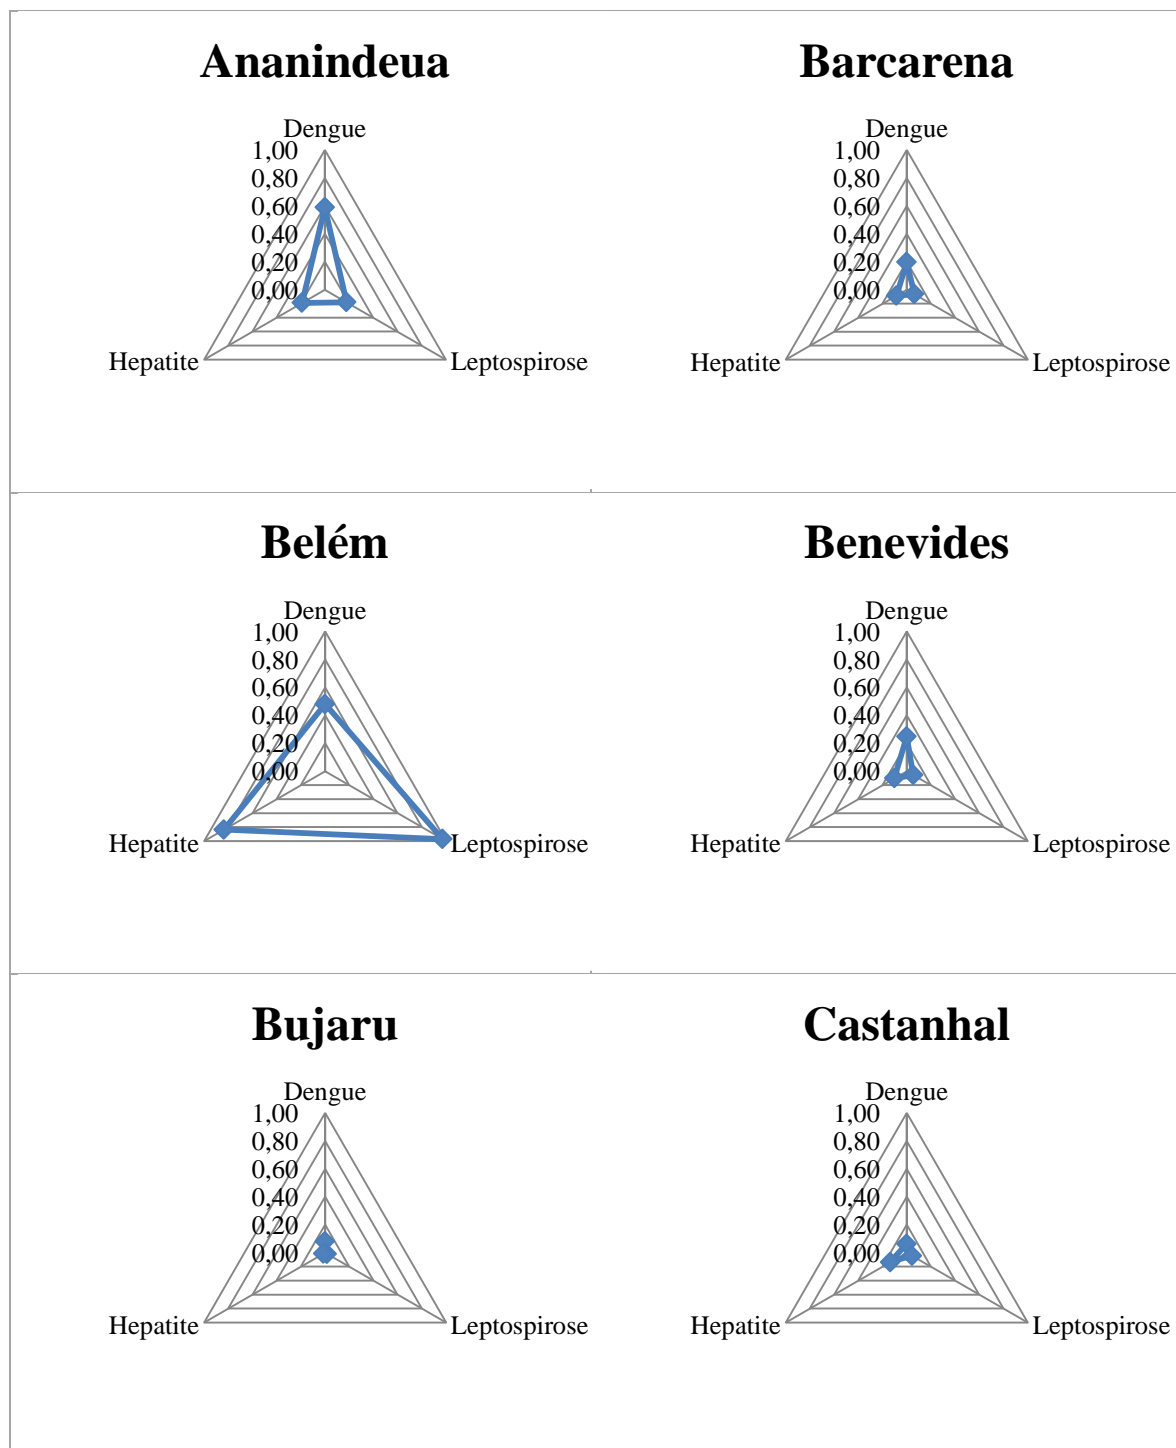 Ananindeua
Dengue
1,00
0,80
0,60
0,40
0,20
0,00
Hepatite
Leptospirose
Barcarena
Dengue
1,00
0,80
0,60
0,40
0,20
0,00
Hepatite
Leptospirose
Belém
Dengue
1,00
0,80
0,60
0,40
0,20
0,00
Hepatite
Leptospirose
Benevides
Dengue
1,00
0,80
0,60
0,40
0,20
0,00
Hepatite
Leptospirose
Bujaru
Dengue
1,00
0,80
0,60
0,40
0,20
0,00
Hepatite
Leptospirose
Castanhal
Dengue
1,00
0,80
0,60
0,40
0,20
0,00
Hepatite
Leptospirose